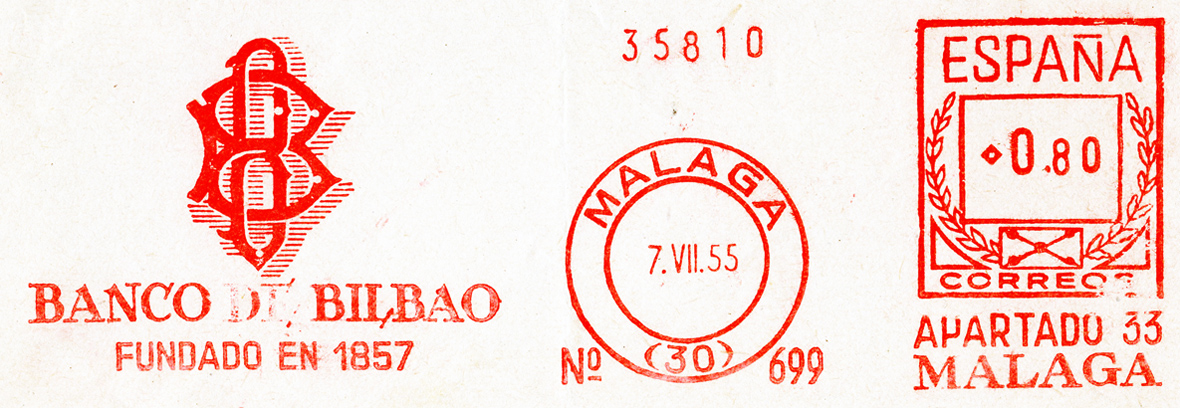 BANCO DE BILBAO
FUNDADO EN 1857
35810
MALAGA
7.VII.55
(30)
Nº 699
ESPAÑA
0.80
CORREOS
APARTADO 33
MALAGA